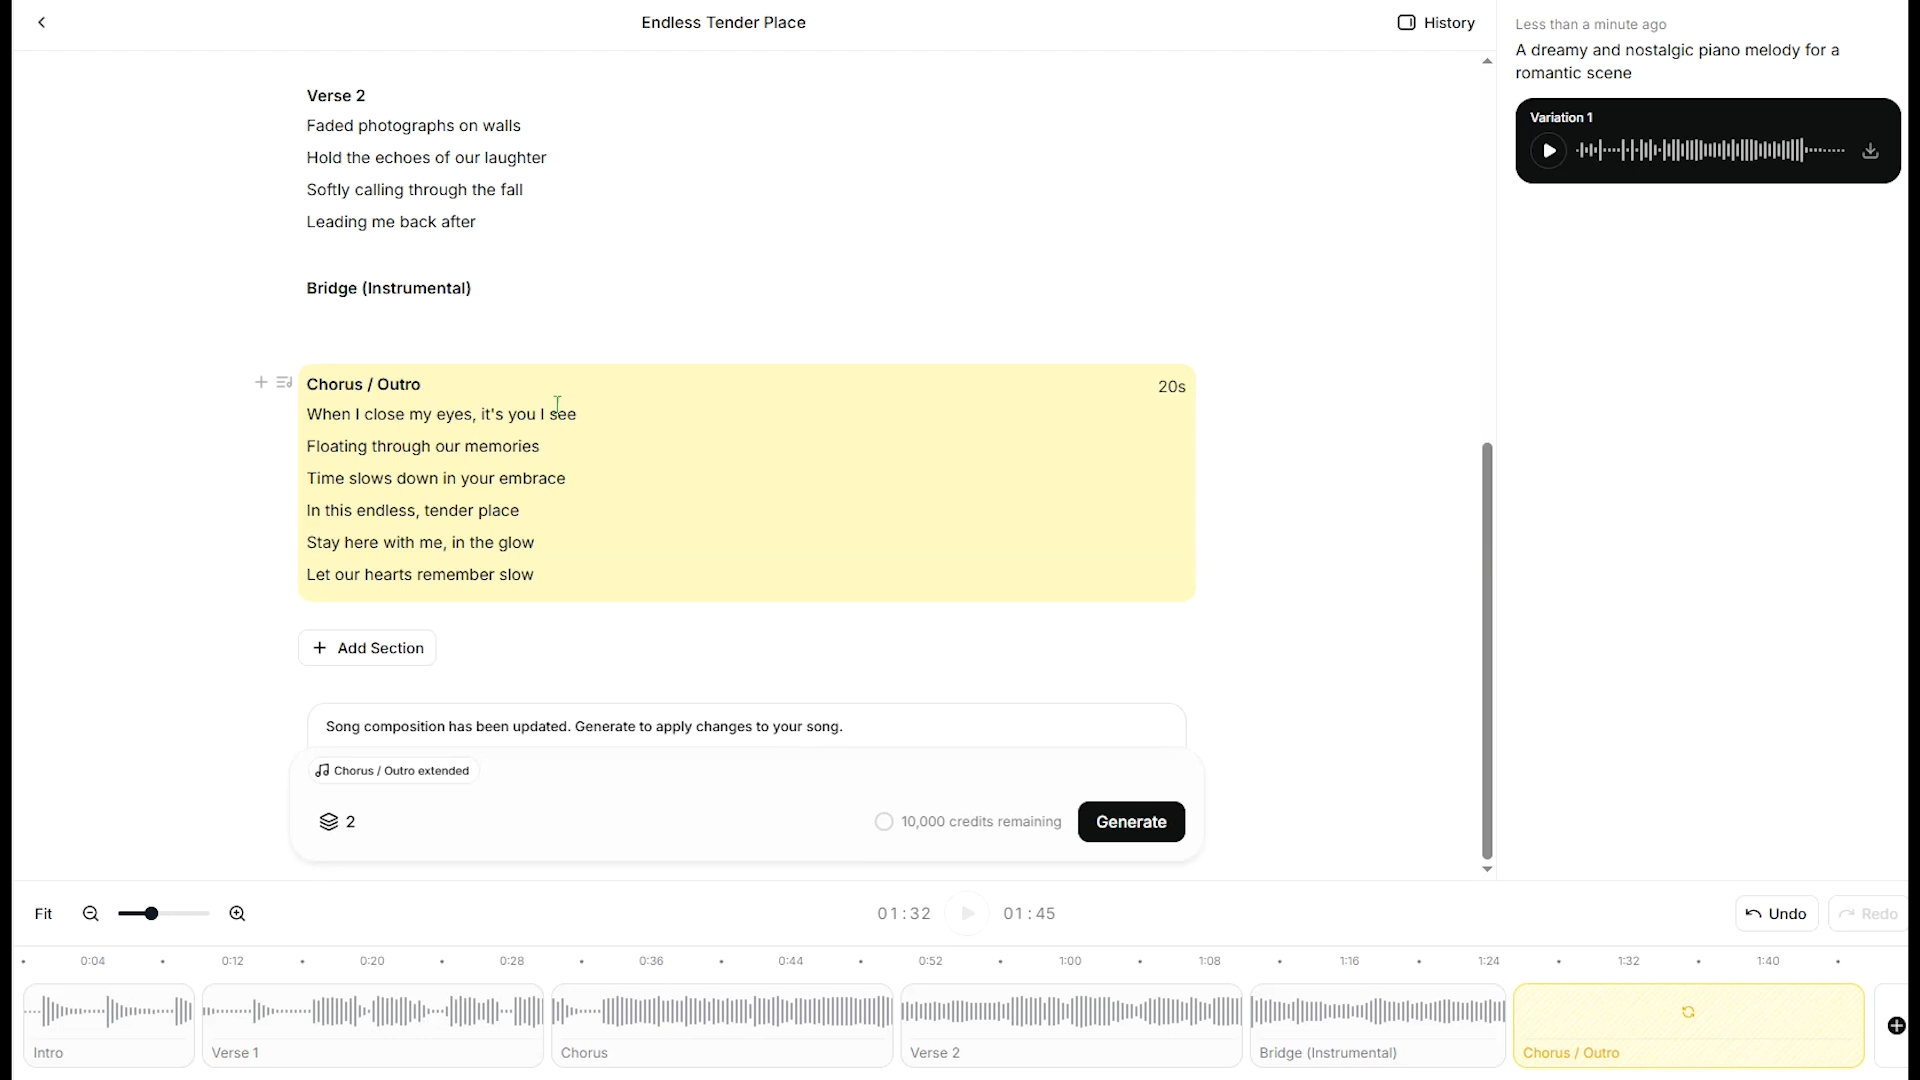 Endless Tender Place
History
Less than a minute ago
A dreamy and nostalgic piano melody for a
romantic scene
Variation 1
Verse 2
Faded photographs on walls
Hold the echoes of our laughter
Softly calling through the fall
Leading me back after
Bridge (Instrumental)
Chorus / Outro
20s
When I close my eyes, it's you I see
Floating through our memories
Time slows down in your embrace
In this endless, tender place
Stay here with me, in the glow
Let our hearts remember slow
Add Section
Song composition has been updated. Generate to apply changes to your song.
Chorus / Outro extended
2
10,000 credits remaining
Generate
Fit
01:32
01:45
Undo
Redo
0:04 0:12 0:20 0:28 0:36 0:44 0:52 1:00 1:08 1:16 1:24 1:32 1:40
Intro
Verse 1
Chorus
Verse 2
Bridge (Instrumental)
Chorus / Outro